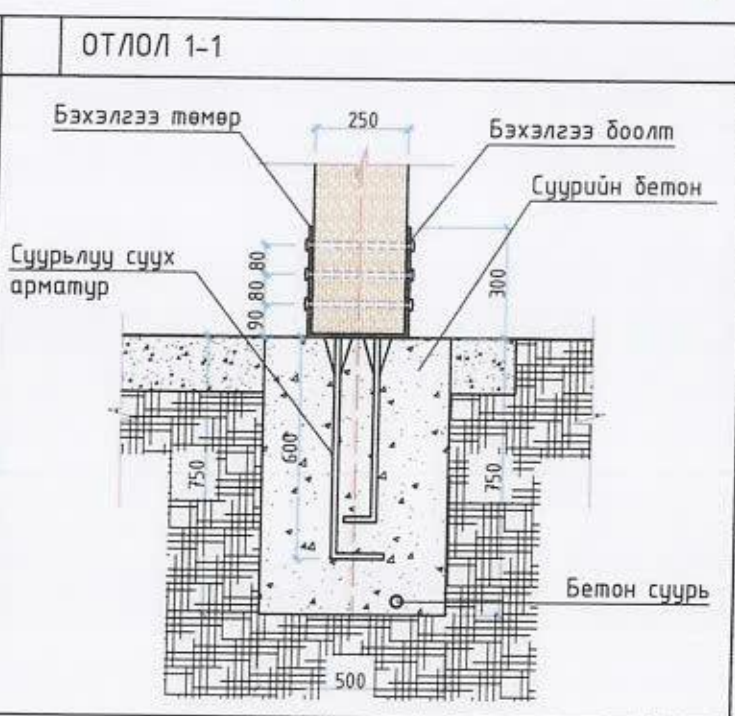 ОТЛОЛ 1-1
Бэхэлгээ төмөр
250
Бэхэлгээ боолт
Суурийн бетон
Суурьлуу суух
арматур
80
80
90
300
600
750
750
Бетон суурь
500